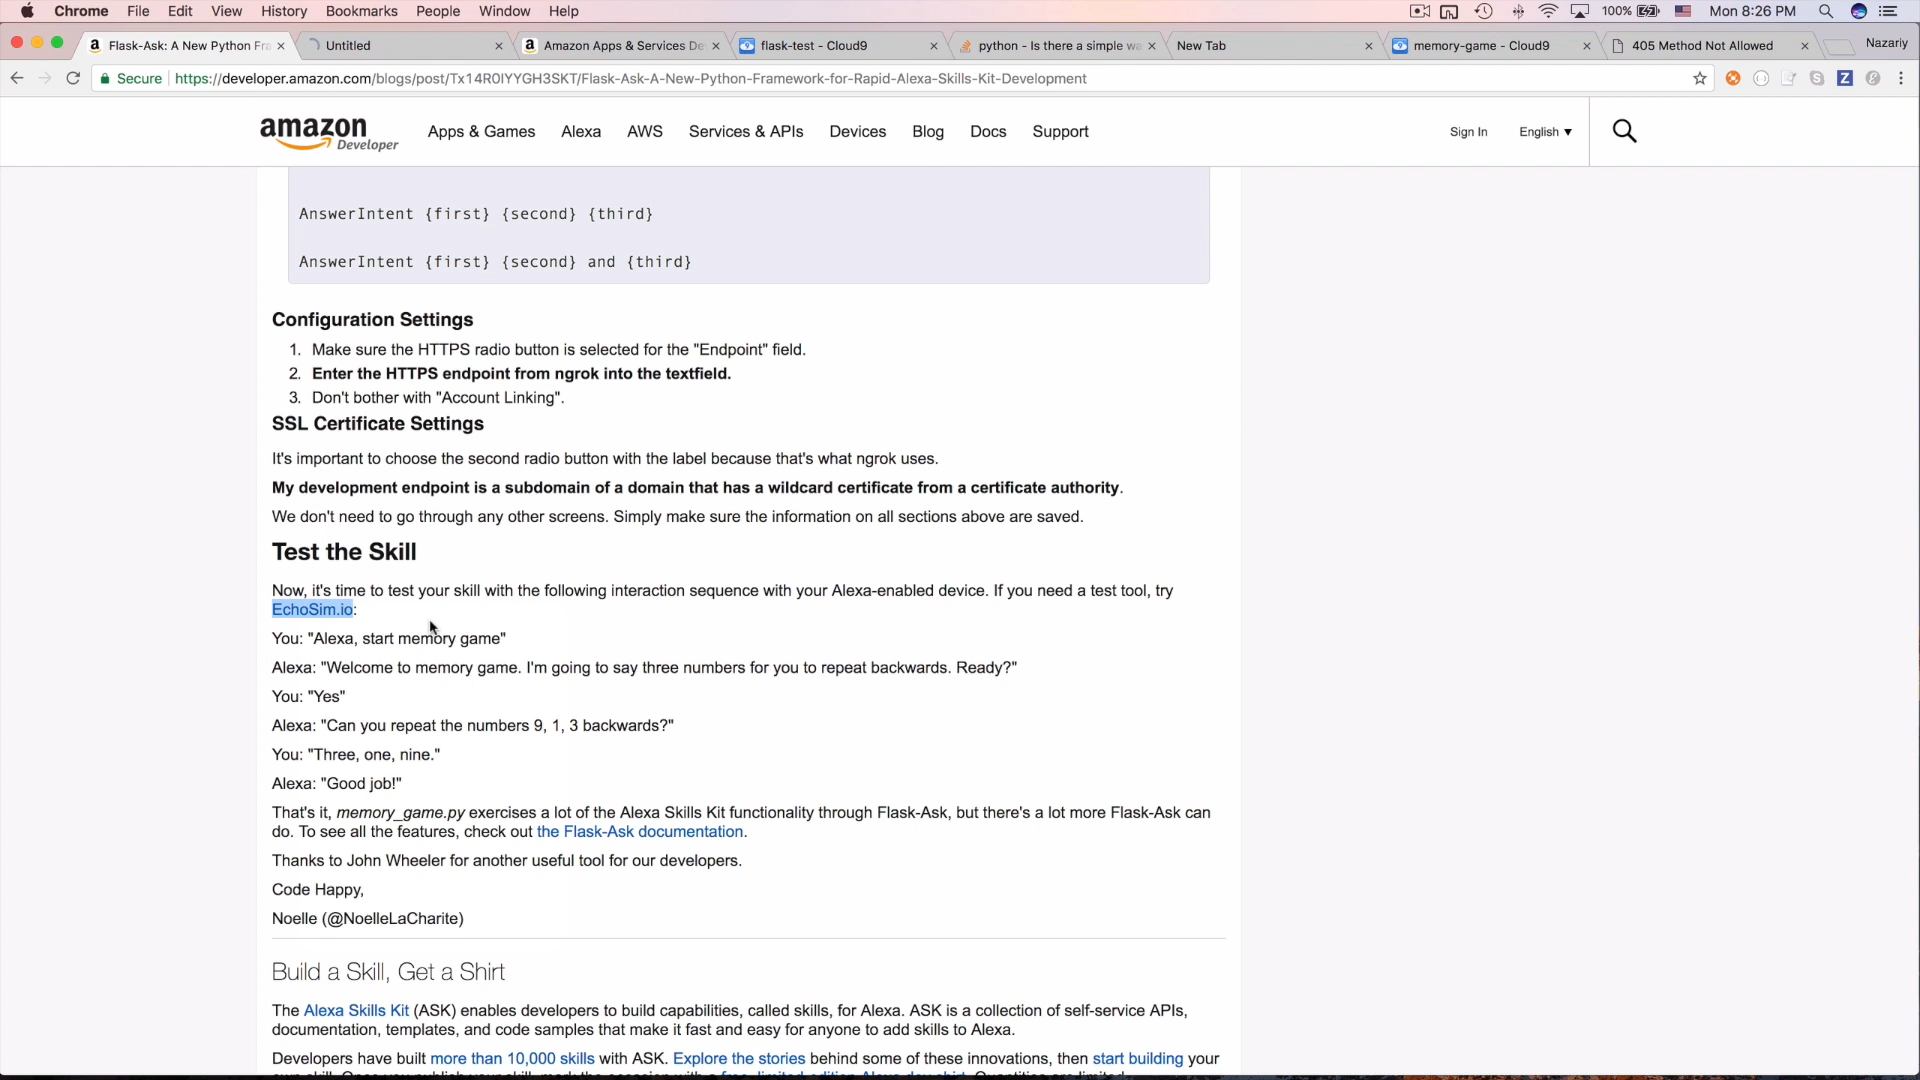 Chrome File Edit View History Bookmarks People Window Help 100% Mon 8:26 PM
Flask-Ask: A New Python Fra Untitled Amazon Apps & Services De flask-test - Cloud9 python - Is there a simple wa New Tab memory-game - Cloud9 405 Method Not Allowed Nazariy
Secure https://developer.amazon.com/blogs/post/Tx14R0IYYGH3SKT/Flask-Ask-A-New-Python-Framework-for-Rapid-Alexa-Skills-Kit-Development
amazon Developer Apps & Games Alexa AWS Services & APIs Devices Blog Docs Support Sign In English ▼
AnswerIntent {first} {second} {third}
AnswerIntent {first} {second} and {third}
Configuration Settings
1. Make sure the HTTPS radio button is selected for the "Endpoint" field.
2. Enter the HTTPS endpoint from ngrok into the textfield.
3. Don't bother with "Account Linking".
SSL Certificate Settings
It's important to choose the second radio button with the label because that's what ngrok uses.
My development endpoint is a subdomain of a domain that has a wildcard certificate from a certificate authority.
We don't need to go through any other screens. Simply make sure the information on all sections above are saved.
Test the Skill
Now, it's time to test your skill with the following interaction sequence with your Alexa-enabled device. If you need a test tool, try
EchoSim.io:
You: "Alexa, start memory game"
Alexa: "Welcome to memory game. I'm going to say three numbers for you to repeat backwards. Ready?"
You: "Yes"
Alexa: "Can you repeat the numbers 9, 1, 3 backwards?"
You: "Three, one, nine."
Alexa: "Good job!"
That's it, memory_game.py exercises a lot of the Alexa Skills Kit functionality through Flask-Ask, but there's a lot more Flask-Ask can
do. To see all the features, check out the Flask-Ask documentation.
Thanks to John Wheeler for another useful tool for our developers.
Code Happy,
Noelle (@NoelleLaCharite)
Build a Skill, Get a Shirt
The Alexa Skills Kit (ASK) enables developers to build capabilities, called skills, for Alexa. ASK is a collection of self-service APIs,
documentation, templates, and code samples that make it fast and easy for anyone to add skills to Alexa.
Developers have built more than 10,000 skills with ASK. Explore the stories behind some of these innovations, then start building your